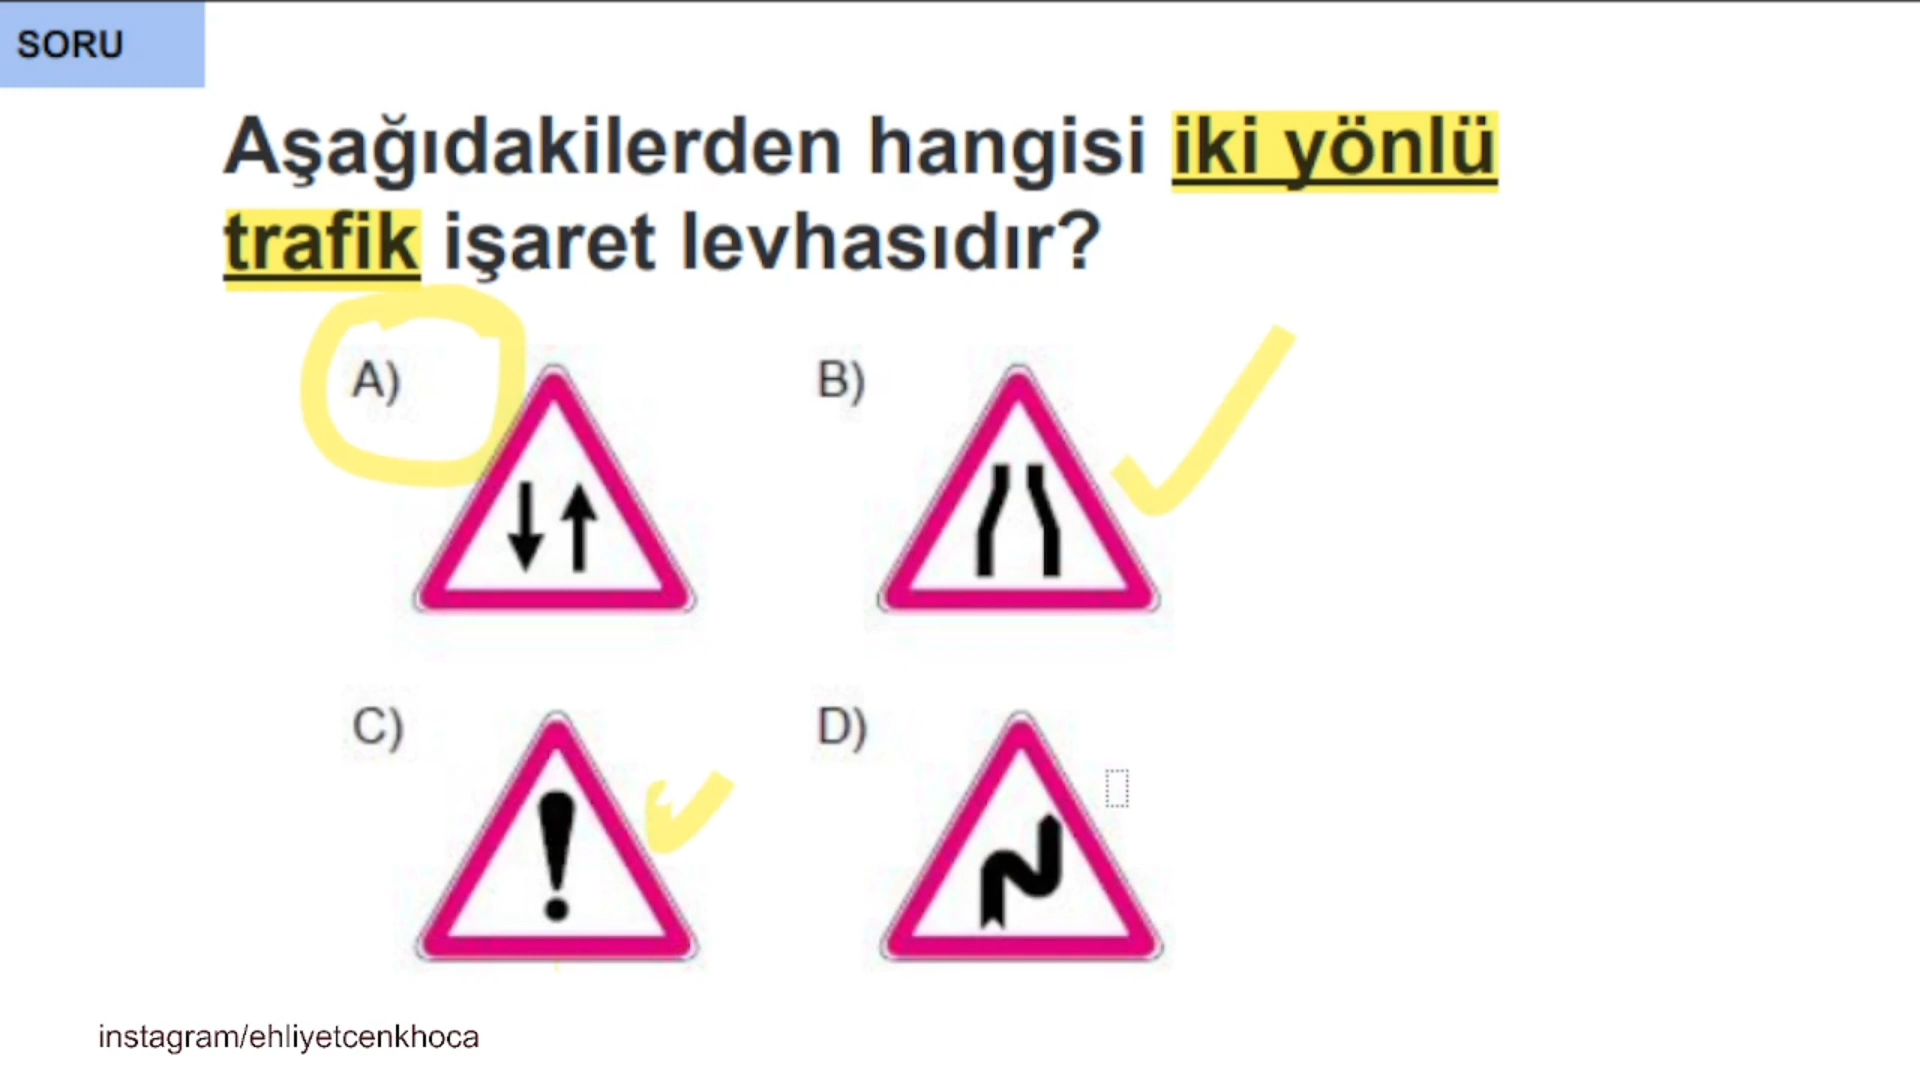 SORU
Aşağıdakilerden hangisi iki yönlü
trafik işaret levhasıdır?
A)
B)
C)
D)
instagram/ehliyetcenkhoca